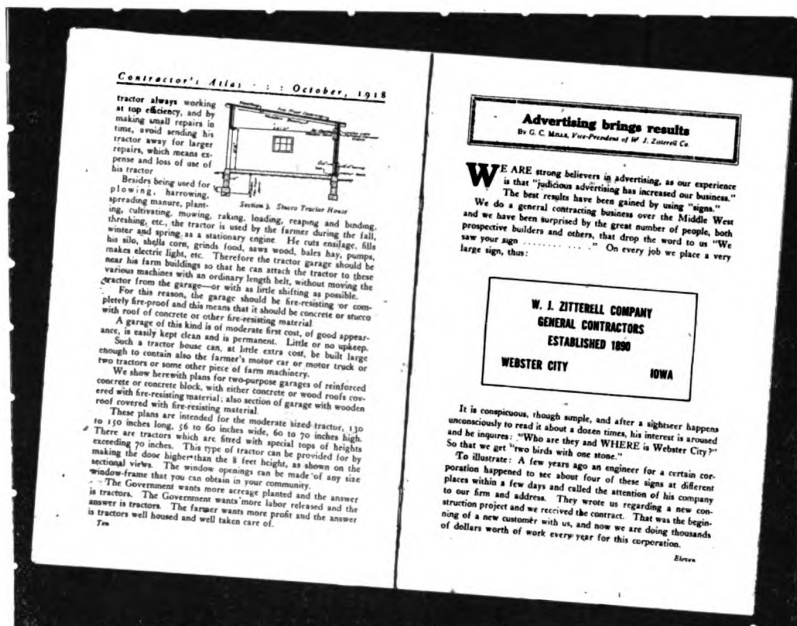 Contractor's Atlas : : : October, 1918
tractor always working
at top efficiency, and by
making small repairs in
time, avoid sending his
tractor away for larger
repairs, which means ex-
pense and loss of use of
his tractor
Besides being used for
plowing, harrowing,
spreading manure, plant-
Section 3. Stucco Tractor House
ing, cultivating, mowing, raking, loading, reaping and binding,
threshing, etc., the tractor is used by the farmer during the fall,
winter and spring as a stationary engine. He cuts ensilage, fills
his silo, shells corn, grinds food, saws wood, bales hay, pumps,
makes electric light, etc. Therefore the tractor garage should be
near his farm buildings so that he can attach the tractor to these
various machines with an ordinary length belt, without moving the
tractor from the garage—or with as little shifting as possible.
For this reason, the garage should be fire-resisting or com-
pletely fire-proof and this means that it should be concrete or stucco
with roof of concrete or other fire-resisting material
A garage of this kind is of moderate first cost, of good appear-
ance, is easily kept clean and is permanent. Little or no upkeep.
Such a tractor house can, at little extra cost, be built large
enough to contain also the farmer's motor car or motor truck or
two tractors or some other piece of farm machinery.
We show herewith plans for two-purpose garages of reinforced
concrete or concrete block, with either concrete or wood roofs cov-
ered with fire-resisting material; also section of garage with wooden
roof covered with fire-resisting material
These plans are intended for the moderate sized tractor, 130
to 150 inches long, 56 to 60 inches wide, 60 to 70 inches high.
There are tractors which are fitted with special tops of heights
exceeding 70 inches. This type of tractor can be provided for by
making the door higher than the 8 feet height, as shown on the
sectional views. The window openings can be made of any size
window-frame that you can obtain in your community.
The Government wants more acreage planted and the answer
is tractors. The Government wants more labor released and the
answer is tractors. The farmer wants more profit and the answer
is tractors well housed and well taken care of.
Ten
Advertising brings results
By G. C. Mills, Vice-President of W. J. Zitterell Co.
WE ARE strong believers in advertising, as our experience
is that "judicious advertising has increased our business."
The best results have been gained by using "signs."
We do a general contracting business over the Middle West
and we have been surprised by the great number of people, both
prospective builders and others, that drop the word to us "We
saw your sign . . . . . . . . . . ." On every job we place a very
large sign, thus:
W. J. ZITTERELL COMPANY
GENERAL CONTRACTORS
ESTABLISHED 1890
WEBSTER CITY IOWA
It is conspicuous, though simple, and after a sightseer happens
unconsciously to read it about a dozen times, his interest is aroused
and he inquires: "Who are they and WHERE is Webster City?"
So that we get "two birds with one stone."
To illustrate: A few years ago an engineer for a certain cor-
poration happened to see about four of these signs at different
places within a few days and called the attention of his company
to our firm and address. They wrote us regarding a new con-
struction project and we received the contract. That was the begin-
ning of a new customer with us, and now we are doing thousands
of dollars worth of work every year for this corporation.
Eleven